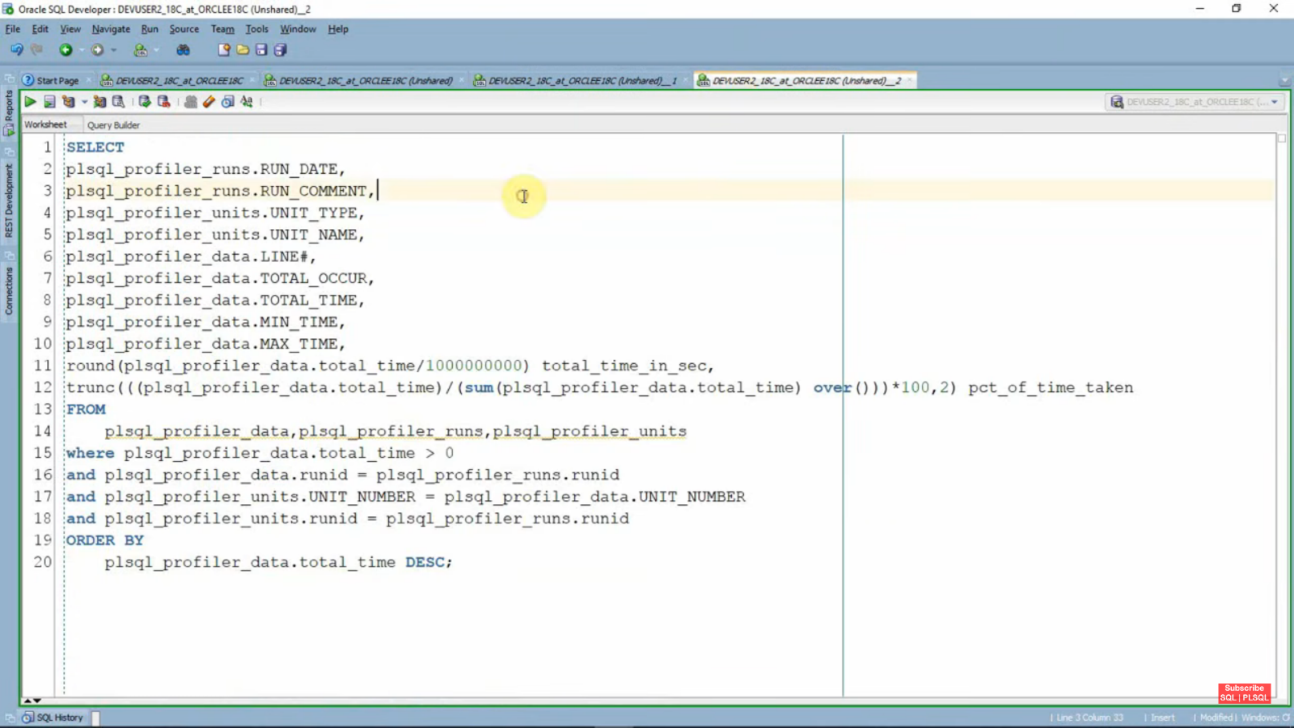 Oracle SQL Developer : DEVUSER2_18C_at_ORCLEE18C (Unshared)__2
File Edit View Navigate Run Source Team Tools Window Help
Start Page DEVUSER2_18C_at_ORCLEE18C DEVUSER2_18C_at_ORCLEE18C (Unshared) DEVUSER2_18C_at_ORCLEE18C (Unshared)__1 DEVUSER2_18C_at_ORCLEE18C (Unshared)__2
DEVUSER2_18C_at_ORCLEE18C (...
Reports
REST Development
Connections
Worksheet Query Builder
1 SELECT
2 plsql_profiler_runs.RUN_DATE,
3 plsql_profiler_runs.RUN_COMMENT,
4 plsql_profiler_units.UNIT_TYPE,
5 plsql_profiler_units.UNIT_NAME,
6 plsql_profiler_data.LINE#,
7 plsql_profiler_data.TOTAL_OCCUR,
8 plsql_profiler_data.TOTAL_TIME,
9 plsql_profiler_data.MIN_TIME,
10 plsql_profiler_data.MAX_TIME,
11 round(plsql_profiler_data.total_time/1000000000) total_time_in_sec,
12 trunc(((plsql_profiler_data.total_time)/(sum(plsql_profiler_data.total_time) over()))*100,2) pct_of_time_taken
13 FROM
14 plsql_profiler_data,plsql_profiler_runs,plsql_profiler_units
15 where plsql_profiler_data.total_time > 0
16 and plsql_profiler_data.runid = plsql_profiler_runs.runid
17 and plsql_profiler_units.UNIT_NUMBER = plsql_profiler_data.UNIT_NUMBER
18 and plsql_profiler_units.runid = plsql_profiler_runs.runid
19 ORDER BY
20 plsql_profiler_data.total_time DESC;
Subscribe
SQL | PLSQL
SQL History
Line 3 Column 33 Insert Modified Windows: